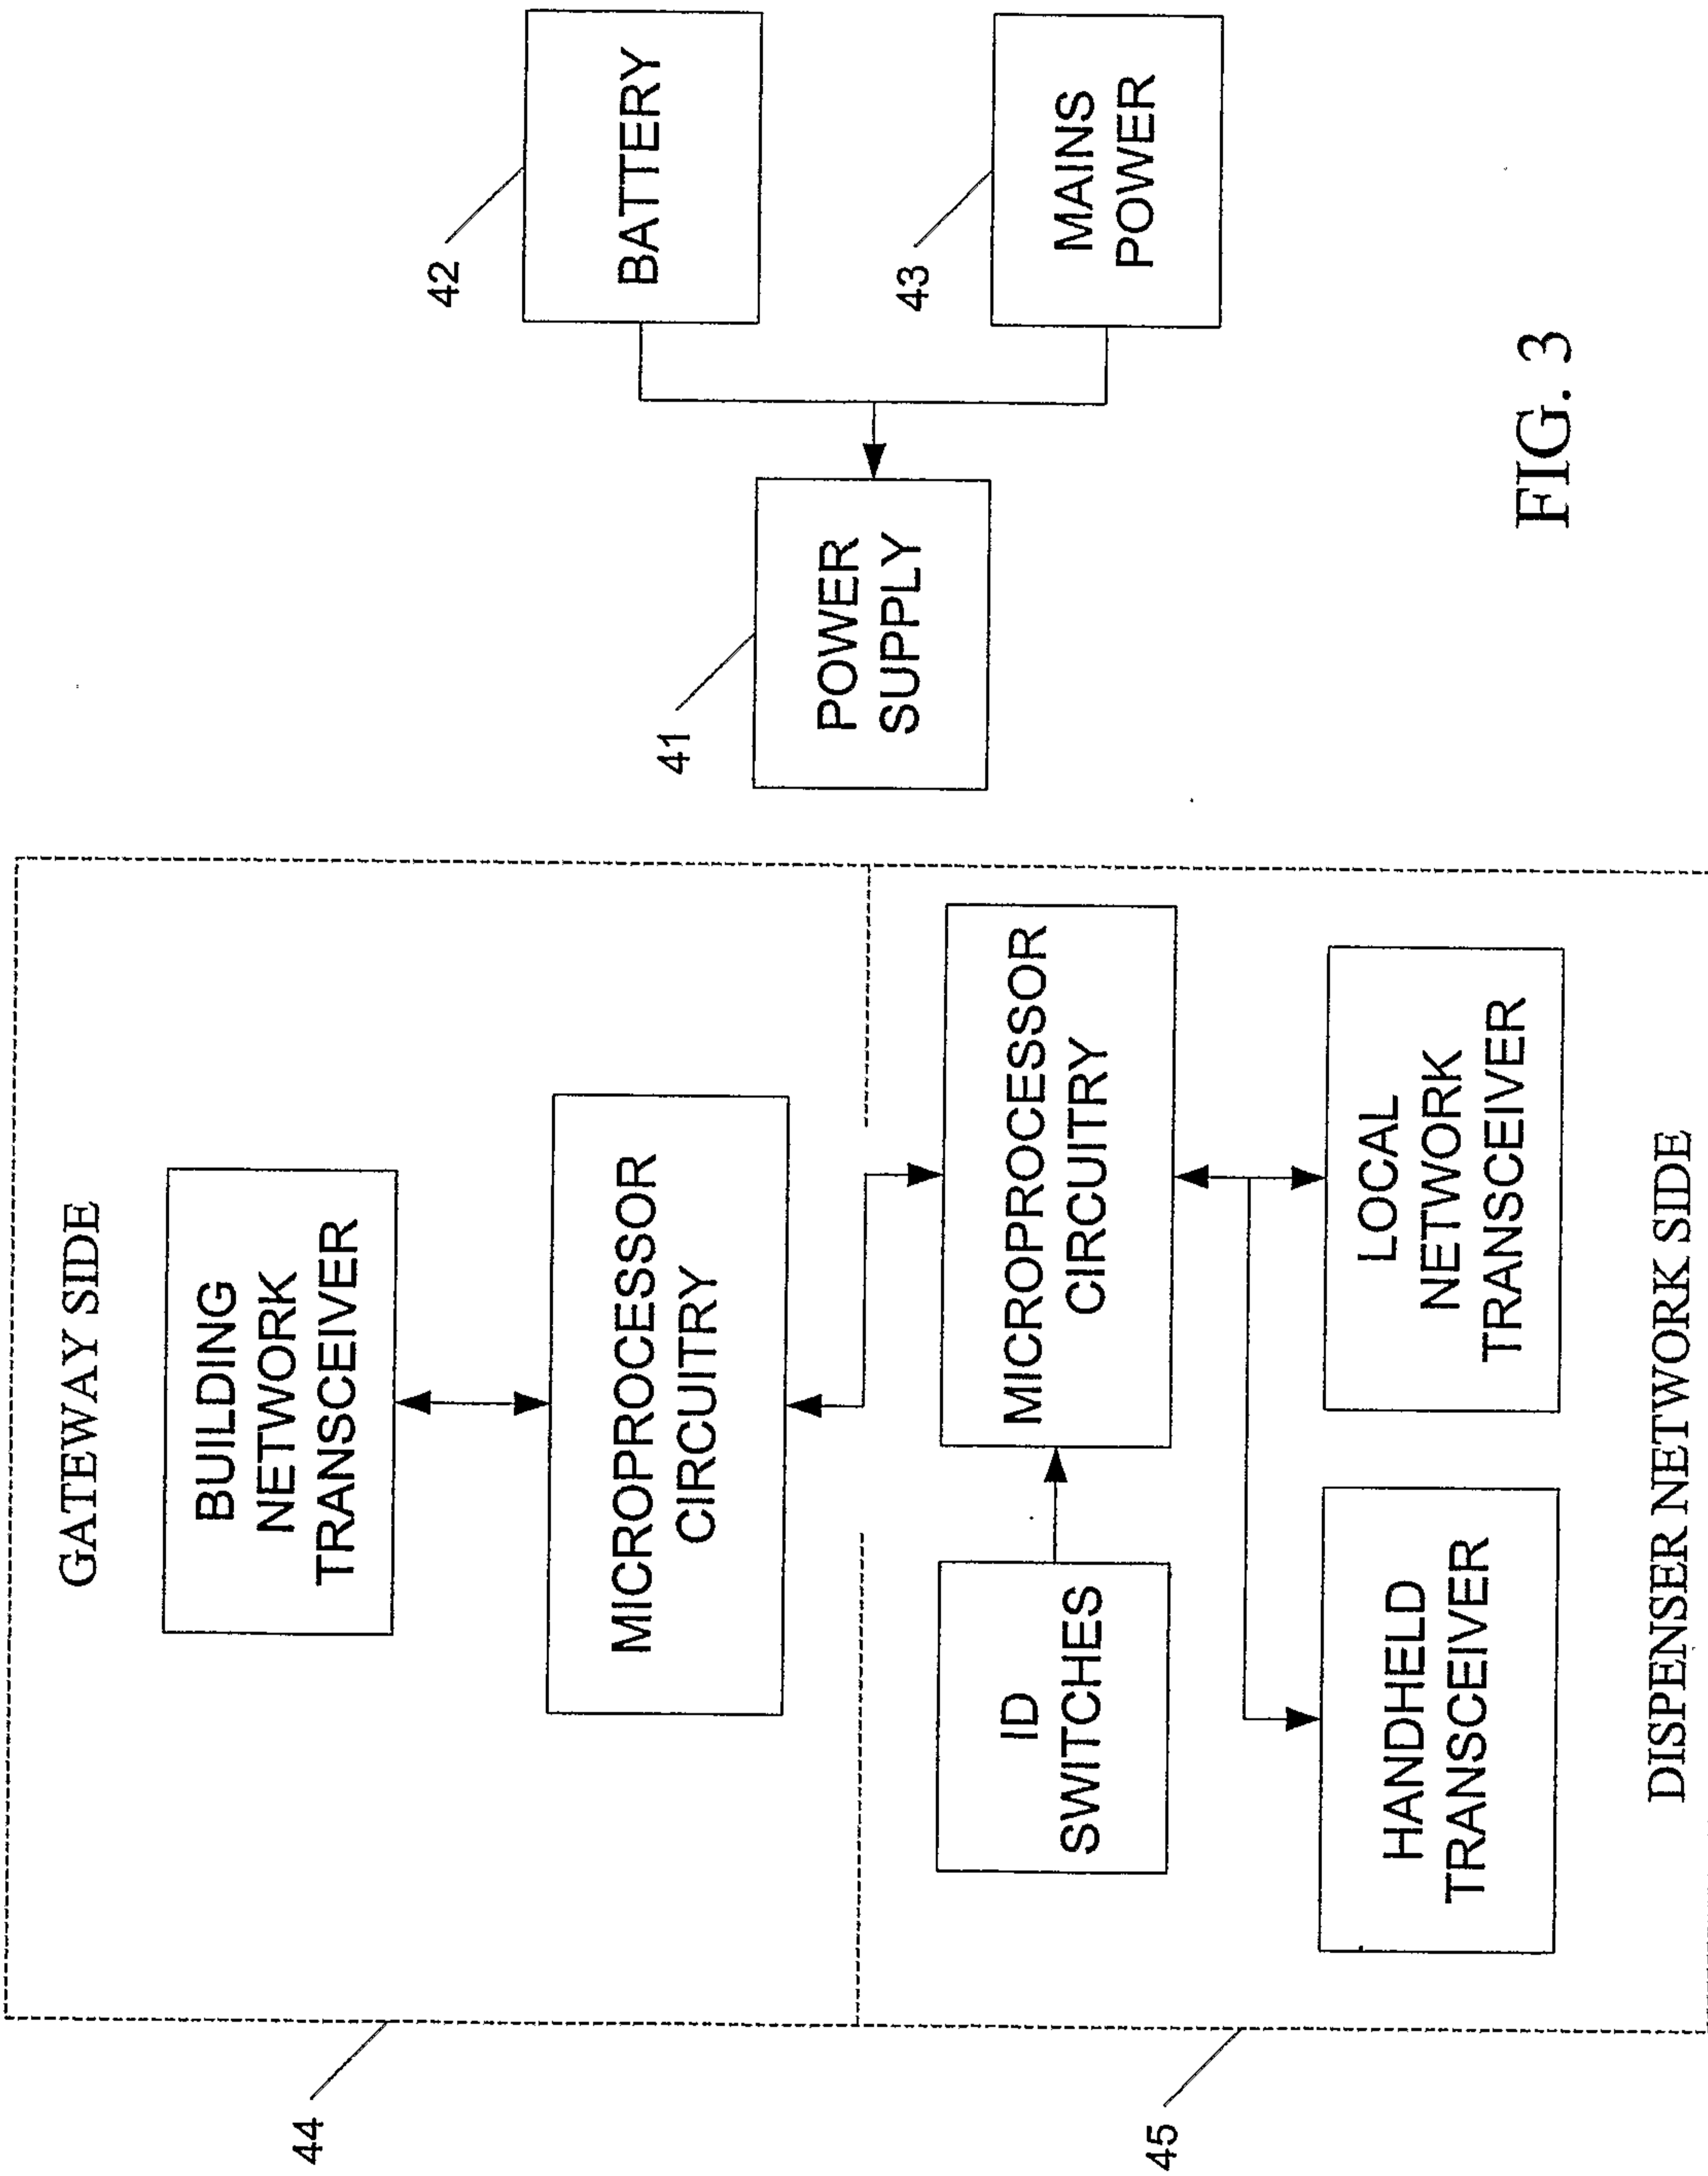 GATEWAY SIDE
BUILDING
NETWORK
TRANSCEIVER
MICROPROCESSOR
CIRCUITRY
44
ID
SWITCHES
MICROPROCESSOR
CIRCUITRY
HANDHELD
TRANSCEIVER
LOCAL
NETWORK
TRANSCEIVER
DISPENSER NETWORK SIDE
45
POWER
SUPPLY
41
BATTERY
42
MAINS
POWER
43
FIG. 3